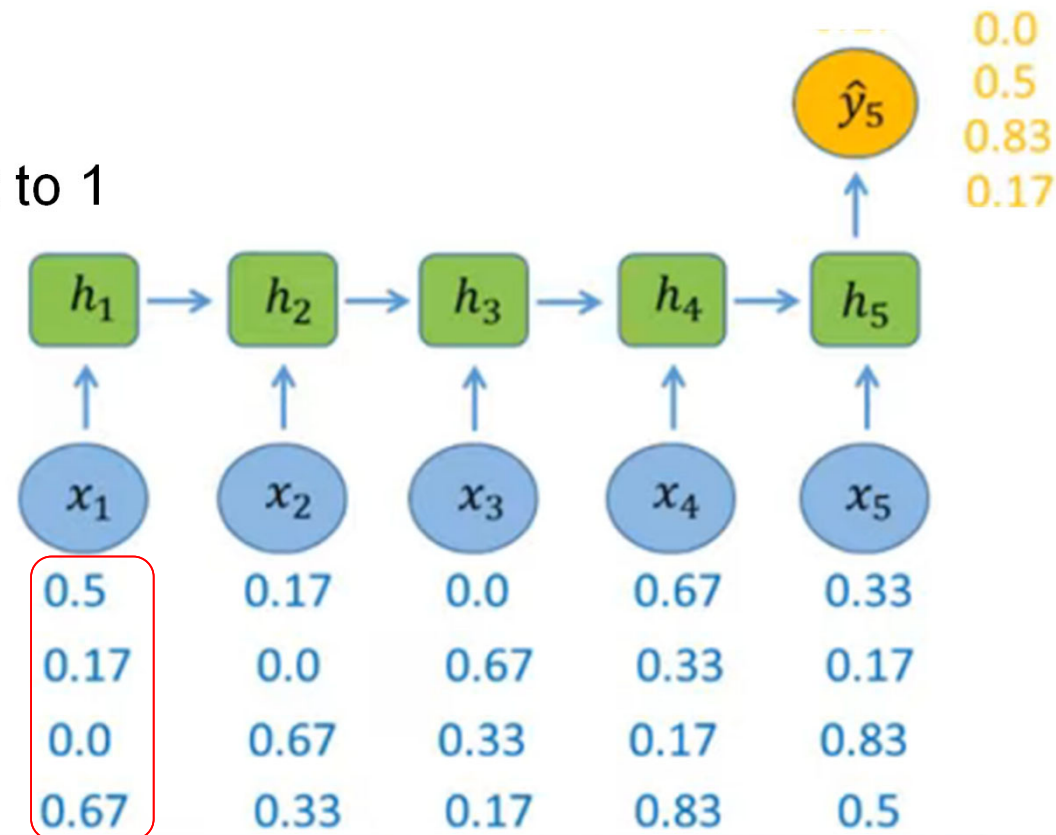 0.0
ŷ₅ 0.5
0.83
to 1 0.17
h₁ h₂ h₃ h₄ h₅
x₁ x₂ x₃ x₄ x₅
0.5 0.17 0.0 0.67 0.33
0.17 0.0 0.67 0.33 0.17
0.0 0.67 0.33 0.17 0.83
0.67 0.33 0.17 0.83 0.5